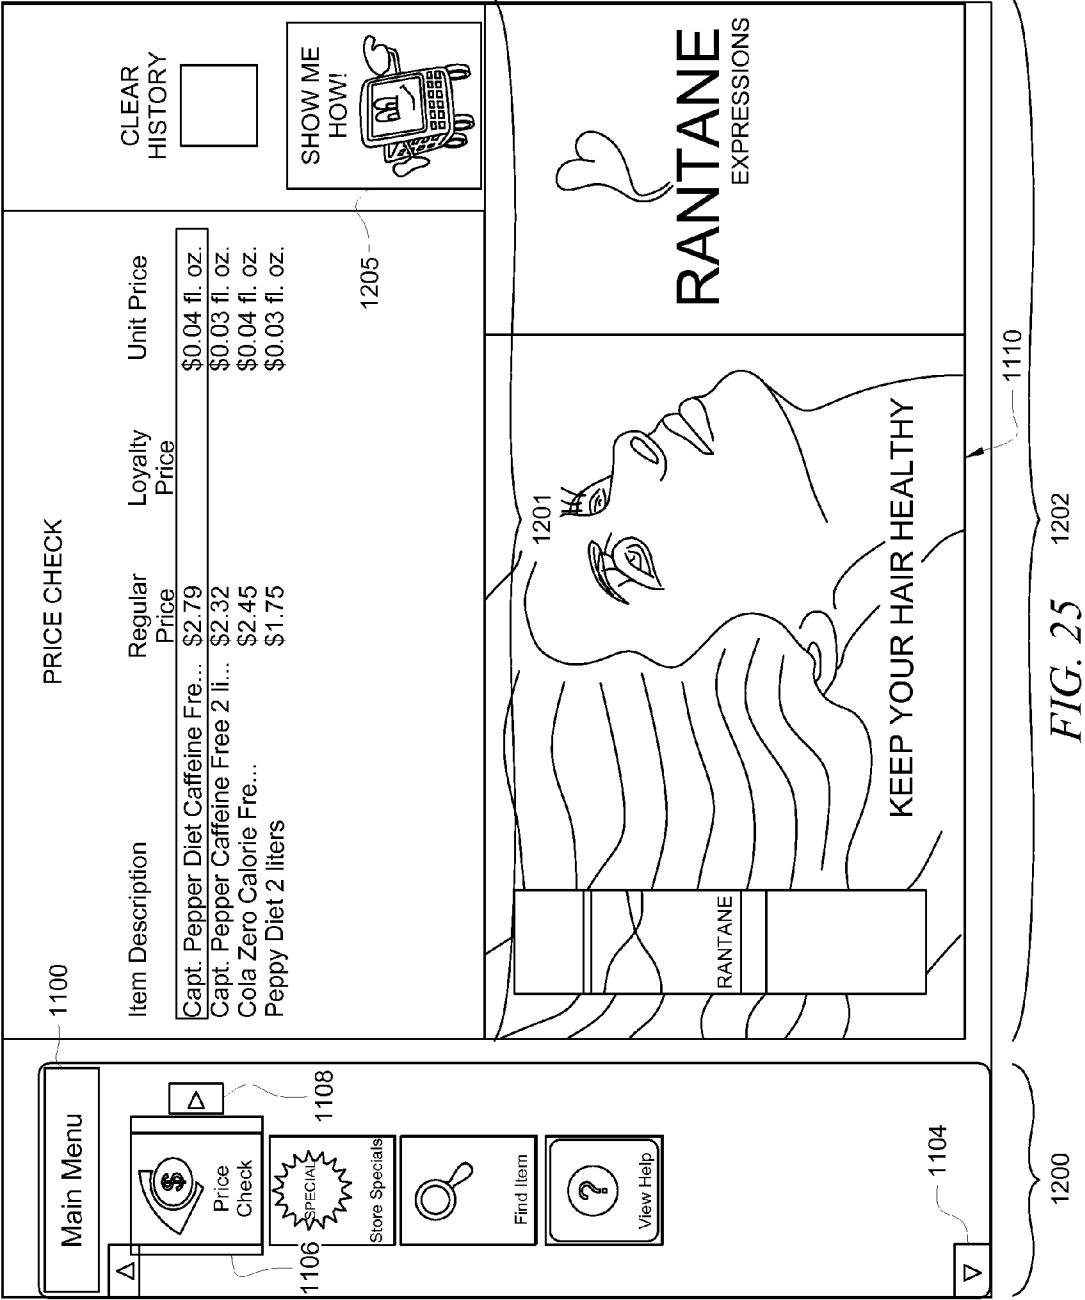 1100
Main Menu
1106
Price
Check
1108
SPECIAL
Store Specials
Find Item
?
View Help
1104
1200
PRICE CHECK
Item Description Regular Price Loyalty Price Unit Price
Capt. Pepper Diet Caffeine Fre... $2.79 $0.04 fl. oz.
Capt. Pepper Caffeine Free 2 li... $2.32 $0.03 fl. oz.
Cola Zero Calorie Fre... $2.45 $0.04 fl. oz.
Peppy Diet 2 liters $1.75 $0.03 fl. oz.
CLEAR
HISTORY
SHOW ME
HOW!
1205
1201
RANTANE
KEEP YOUR HAIR HEALTHY
RANTANE
EXPRESSIONS
1110
1202
FIG. 25